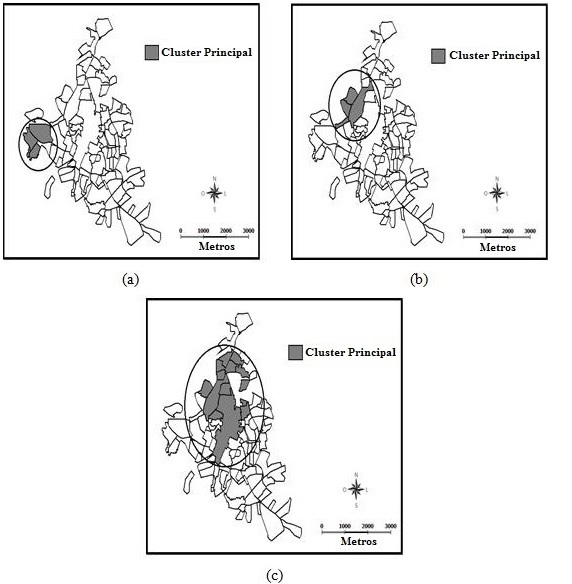 Cluster Principal
N
O L
S
0 1000 2000 3000
Metros
(a)
Cluster Principal
N
O L
S
0 1000 2000 3000
Metros
(b)
Cluster Principal
N
O L
S
0 1000 2000 3000
Metros
(c)